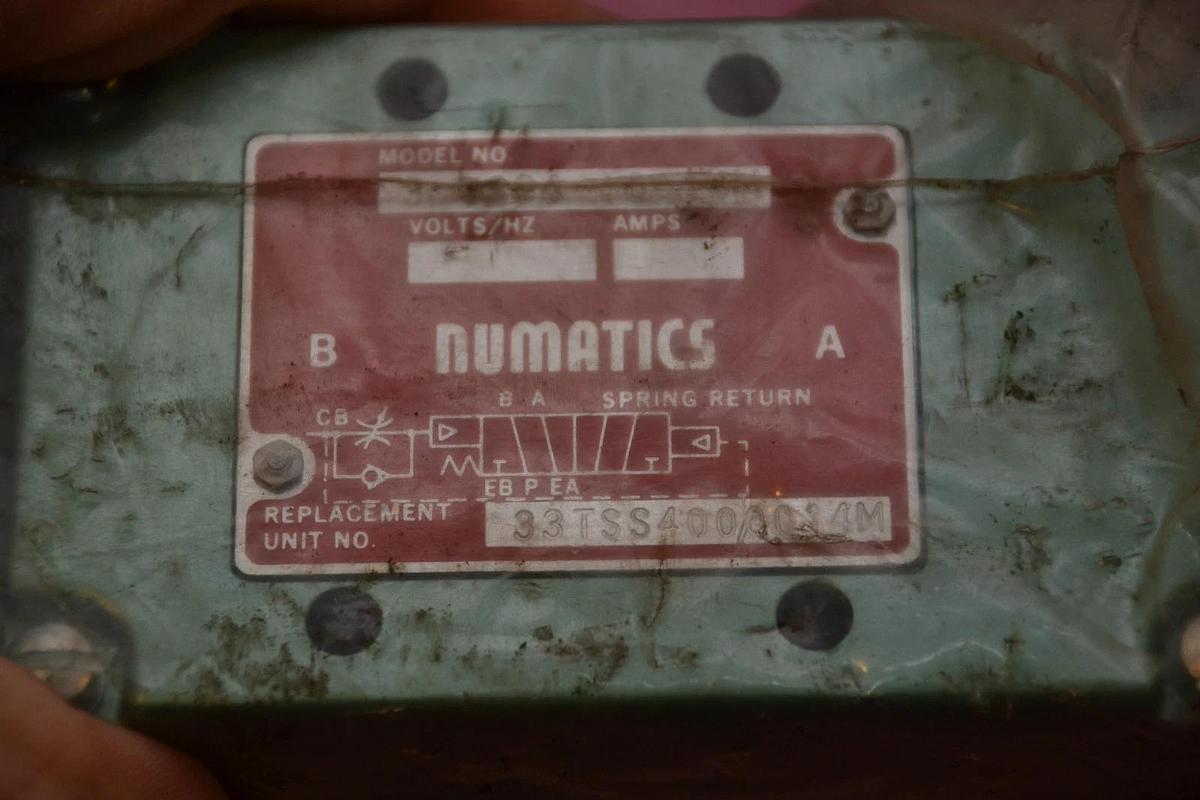 MODEL NO
VOLTS/HZ AMPS
B NUMATICS A
B A SPRING RETURN
CB
EB P EA
REPLACEMENT
UNIT NO.